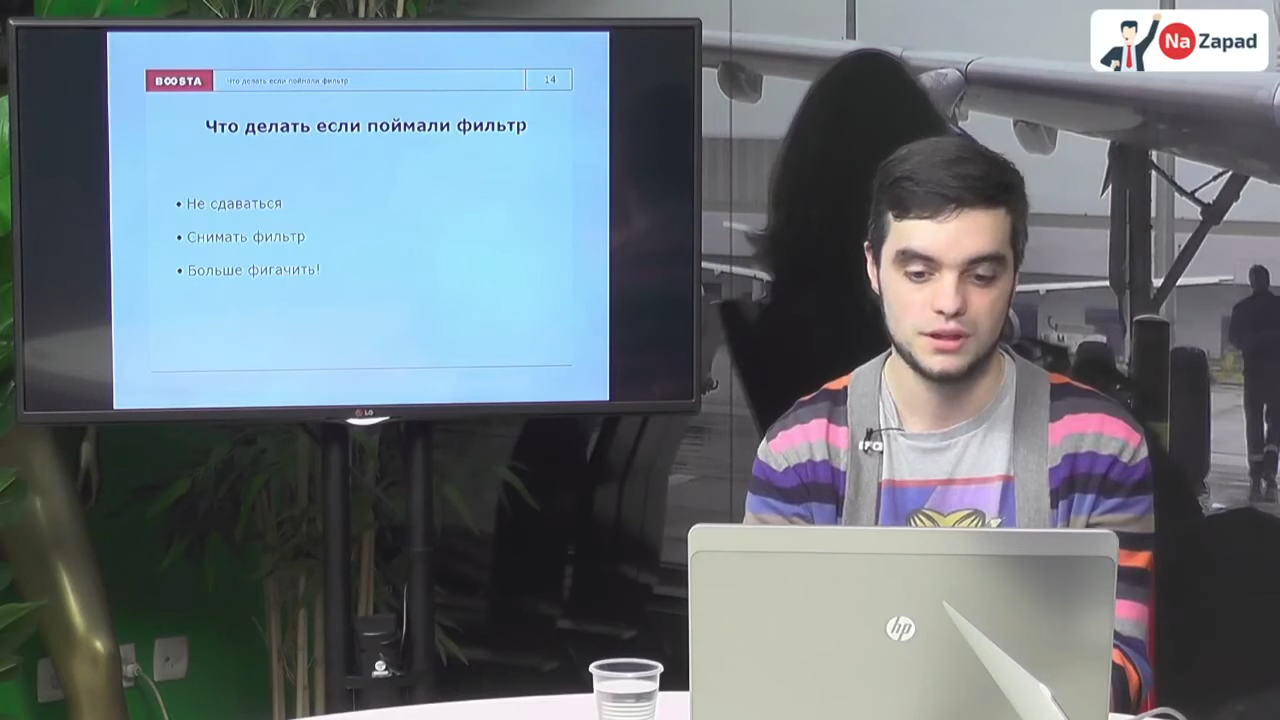 BOOSTA
Что делать если поймали фильтр
14
Что делать если поймали фильтр
• Не сдаваться
• Снимать фильтр
• Больше фигачить!
LG
Na Zapad
hp